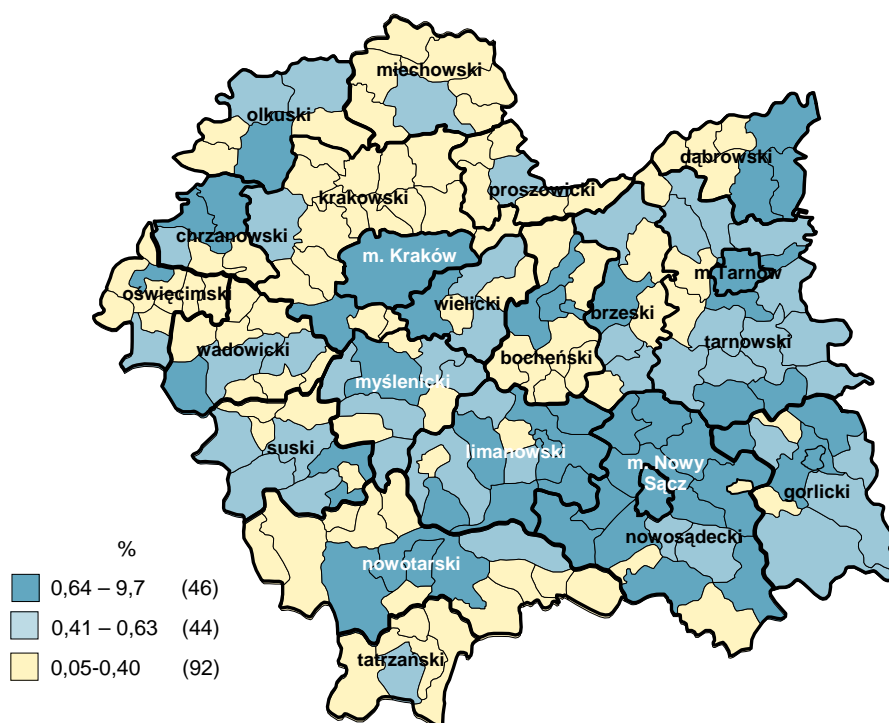 miechowski
olkuski
dąbrowski
krakowski
proszowicki
chrzanowski
m. Kraków
m.Tarnów
oświęcimski
wielicki
brzeski
tarnowski
wadowicki
bocheński
myślenicki
suski
limanowski
m. Nowy
Sącz
gorlicki
nowosądecki
nowotarski
tatrzański
%
0,64 – 9,7 (46)
0,41 – 0,63 (44)
0,05-0,40 (92)